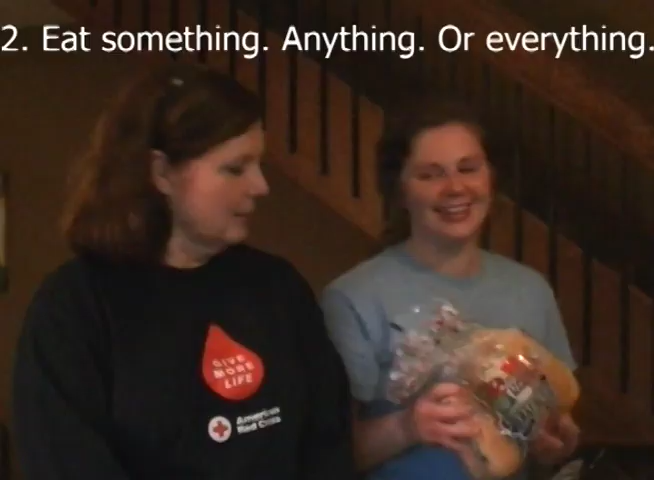 2. Eat something. Anything. Or everything.
GIVE
MORE
LIFE
American
Red Cross